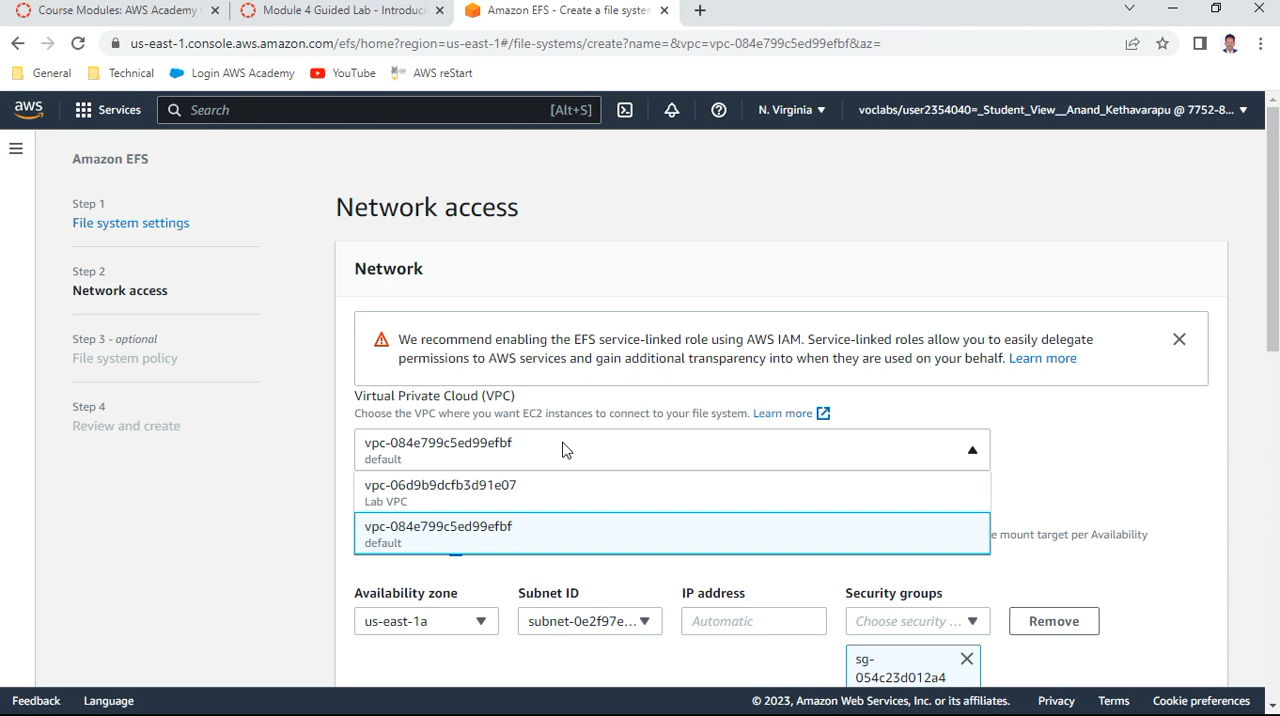 Course Modules: AWS Academy
Module 4 Guided Lab - Introduci
Amazon EFS - Create a file system
us-east-1.console.aws.amazon.com/efs/home?region=us-east-1#/file-systems/create?name=&vpc=vpc-084e799c5ed99efbf&az=
General
Technical
Login AWS Academy
YouTube
AWS reStart
aws
Services
Search
[Alt+S]
N. Virginia
voclabs/user2354040=_Student_View__Anand_Kethavarapu @ 7752-8...
Amazon EFS
Step 1
File system settings
Step 2
Network access
Step 3 - optional
File system policy
Step 4
Review and create
Network access
Network
We recommend enabling the EFS service-linked role using AWS IAM. Service-linked roles allow you to easily delegate
permissions to AWS services and gain additional transparency into when they are used on your behalf. Learn more
Virtual Private Cloud (VPC)
Choose the VPC where you want EC2 instances to connect to your file system. Learn more
vpc-084e799c5ed99efbf
default
vpc-06d9b9dcfb3d91e07
Lab VPC
vpc-084e799c5ed99efbf
default
e mount target per Availability
Availability zone
Subnet ID
IP address
Security groups
us-east-1a
subnet-0e2f97e...
Automatic
Choose security ...
Remove
sg-
054c23d012a4
Feedback
Language
© 2023, Amazon Web Services, Inc. or its affiliates.
Privacy
Terms
Cookie preferences